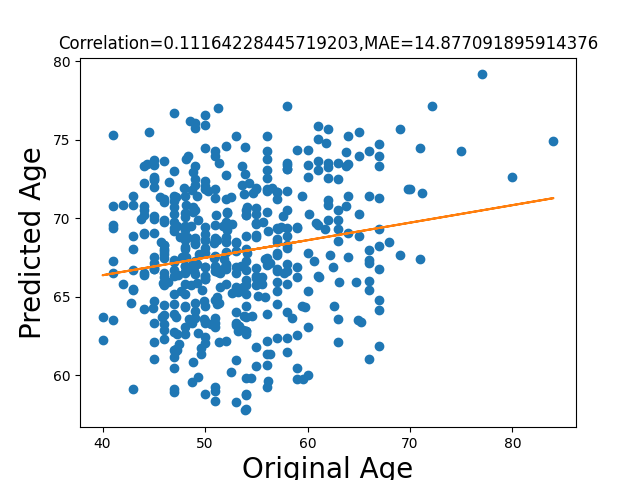 Correlation=0.11164228445719203,MAE=14.877091895914376
80
75
70
65
60
Predicted Age
40 50 60 70 80
Original Age